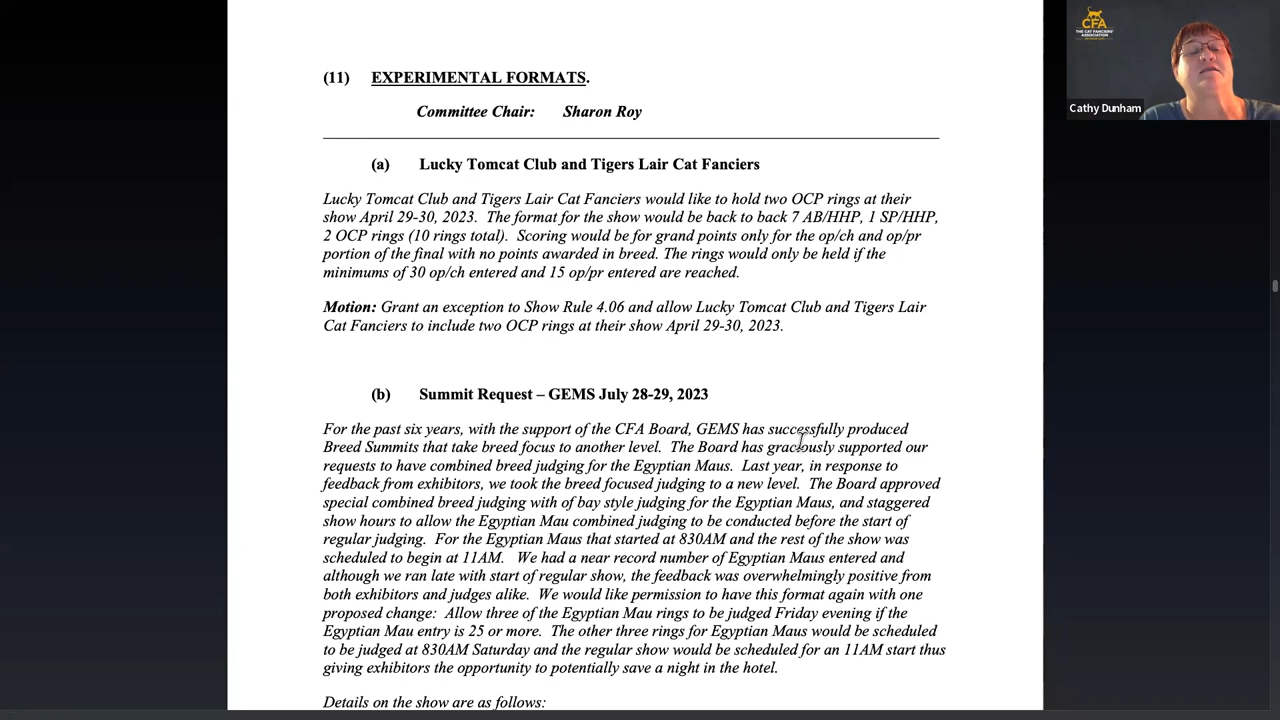 (11) EXPERIMENTAL FORMATS.
Committee Chair: Sharon Roy
(a) Lucky Tomcat Club and Tigers Lair Cat Fanciers
Lucky Tomcat Club and Tigers Lair Cat Fanciers would like to hold two OCP rings at their
show April 29-30, 2023. The format for the show would be back to back 7 AB/HHP, 1 SP/HHP,
2 OCP rings (10 rings total). Scoring would be for grand points only for the op/ch and op/pr
portion of the final with no points awarded in breed. The rings would only be held if the
minimums of 30 op/ch entered and 15 op/pr entered are reached.
Motion: Grant an exception to Show Rule 4.06 and allow Lucky Tomcat Club and Tigers Lair
Cat Fanciers to include two OCP rings at their show April 29-30, 2023.
(b) Summit Request – GEMS July 28-29, 2023
For the past six years, with the support of the CFA Board, GEMS has successfully produced
Breed Summits that take breed focus to another level. The Board has graciously supported our
requests to have combined breed judging for the Egyptian Maus. Last year, in response to
feedback from exhibitors, we took the breed focused judging to a new level. The Board approved
special combined breed judging with of bay style judging for the Egyptian Maus, and staggered
show hours to allow the Egyptian Mau combined judging to be conducted before the start of
regular judging. For the Egyptian Maus that started at 830AM and the rest of the show was
scheduled to begin at 11AM. We had a near record number of Egyptian Maus entered and
although we ran late with start of regular show, the feedback was overwhelmingly positive from
both exhibitors and judges alike. We would like permission to have this format again with one
proposed change: Allow three of the Egyptian Mau rings to be judged Friday evening if the
Egyptian Mau entry is 25 or more. The other three rings for Egyptian Maus would be scheduled
to be judged at 830AM Saturday and the regular show would be scheduled for an 11AM start thus
giving exhibitors the opportunity to potentially save a night in the hotel.
Details on the show are as follows:
CFA
THE CAT FANCIERS'
ASSOCIATION
Cathy Dunham